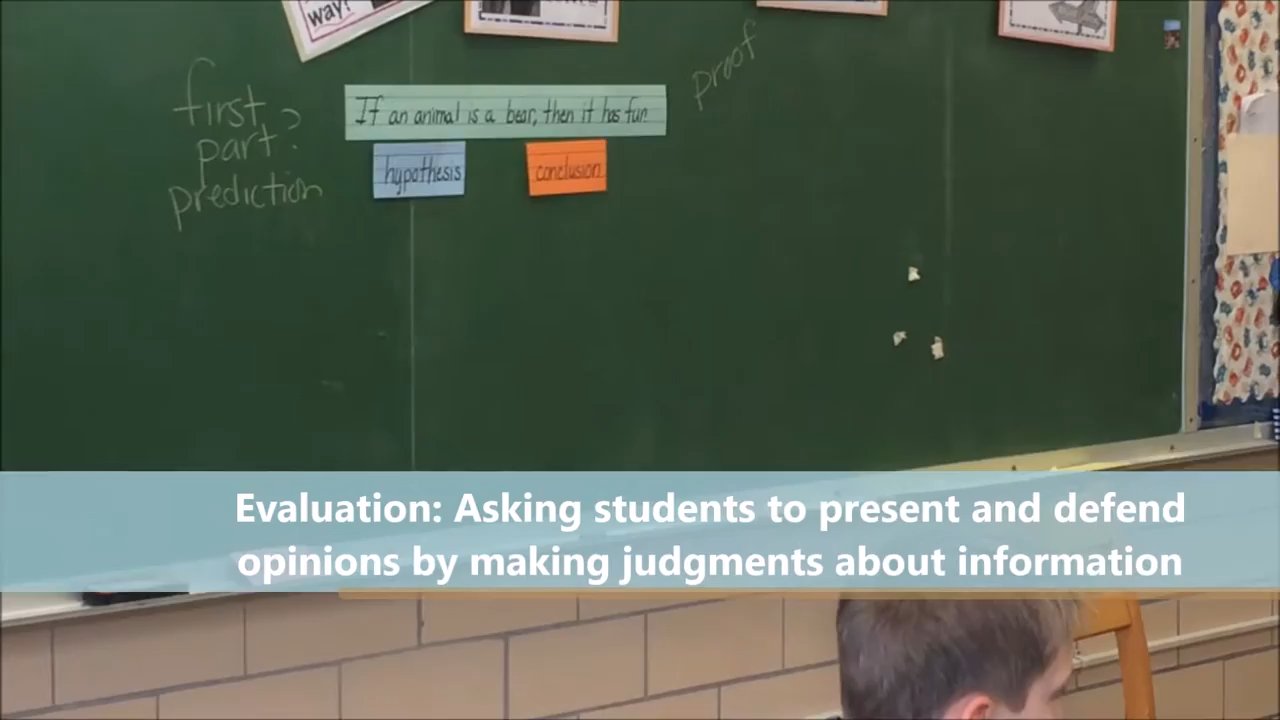 way!
first
part?
prediction
If an animal is a bear, then it has fur.
proof
hypothesis
conclusion
Evaluation: Asking students to present and defend
opinions by making judgments about information